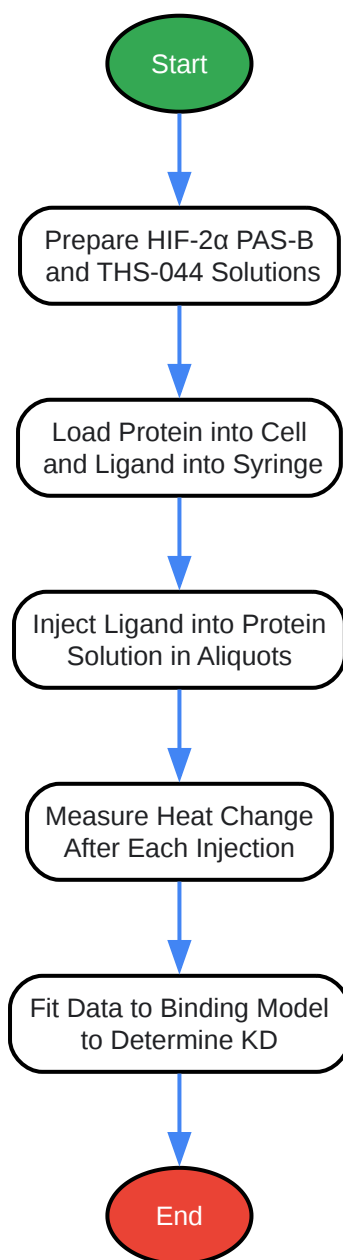 Start
Prepare HIF-2α PAS-B
and THS-044 Solutions
Load Protein into Cell
and Ligand into Syringe
Inject Ligand into Protein
Solution in Aliquots
Measure Heat Change
After Each Injection
Fit Data to Binding Model
to Determine KD
End